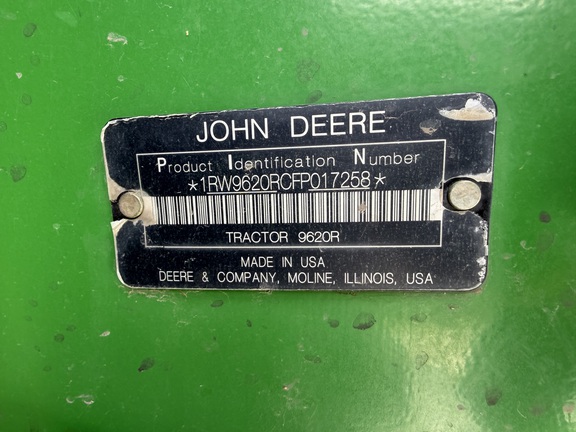 JOHN DEERE
Product Identification Number
*1RW9620RCFP017258*
TRACTOR 9620R
MADE IN USA
DEERE & COMPANY, MOLINE, ILLINOIS, USA